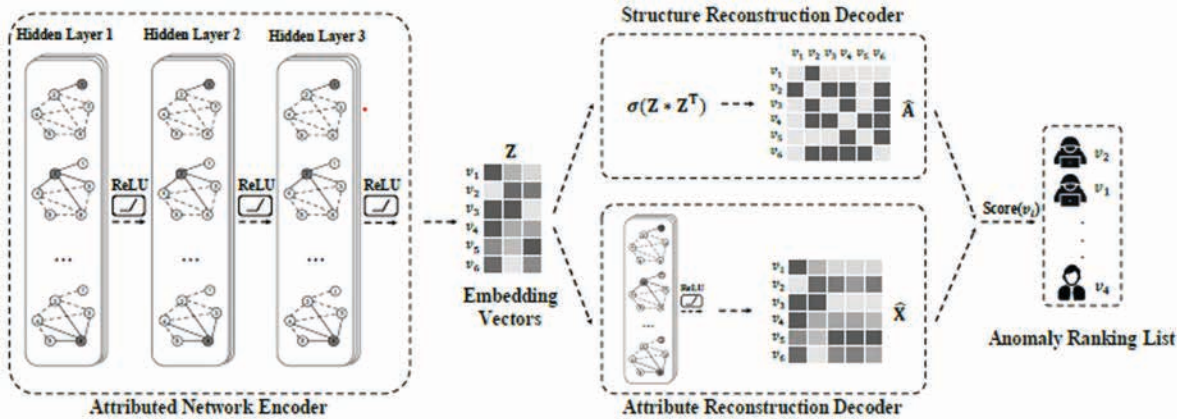 Structure Reconstruction Decoder
Hidden Layer 1 Hidden Layer 2 Hidden Layer 3
ReLU ReLU ReLU
Z
v1
v2
v3
v4
v5
v6
Embedding
Vectors
σ(Z * Zᵀ)
v1 v2 v3 v4 v5 v6
v1
v2
v3
v4
v5
v6
Â
ReLU
...
v1
v2
v3
v4
v5
v6
X̂
Score(vi)
v2
v1
v4
Anomaly Ranking List
Attributed Network Encoder
Attribute Reconstruction Decoder